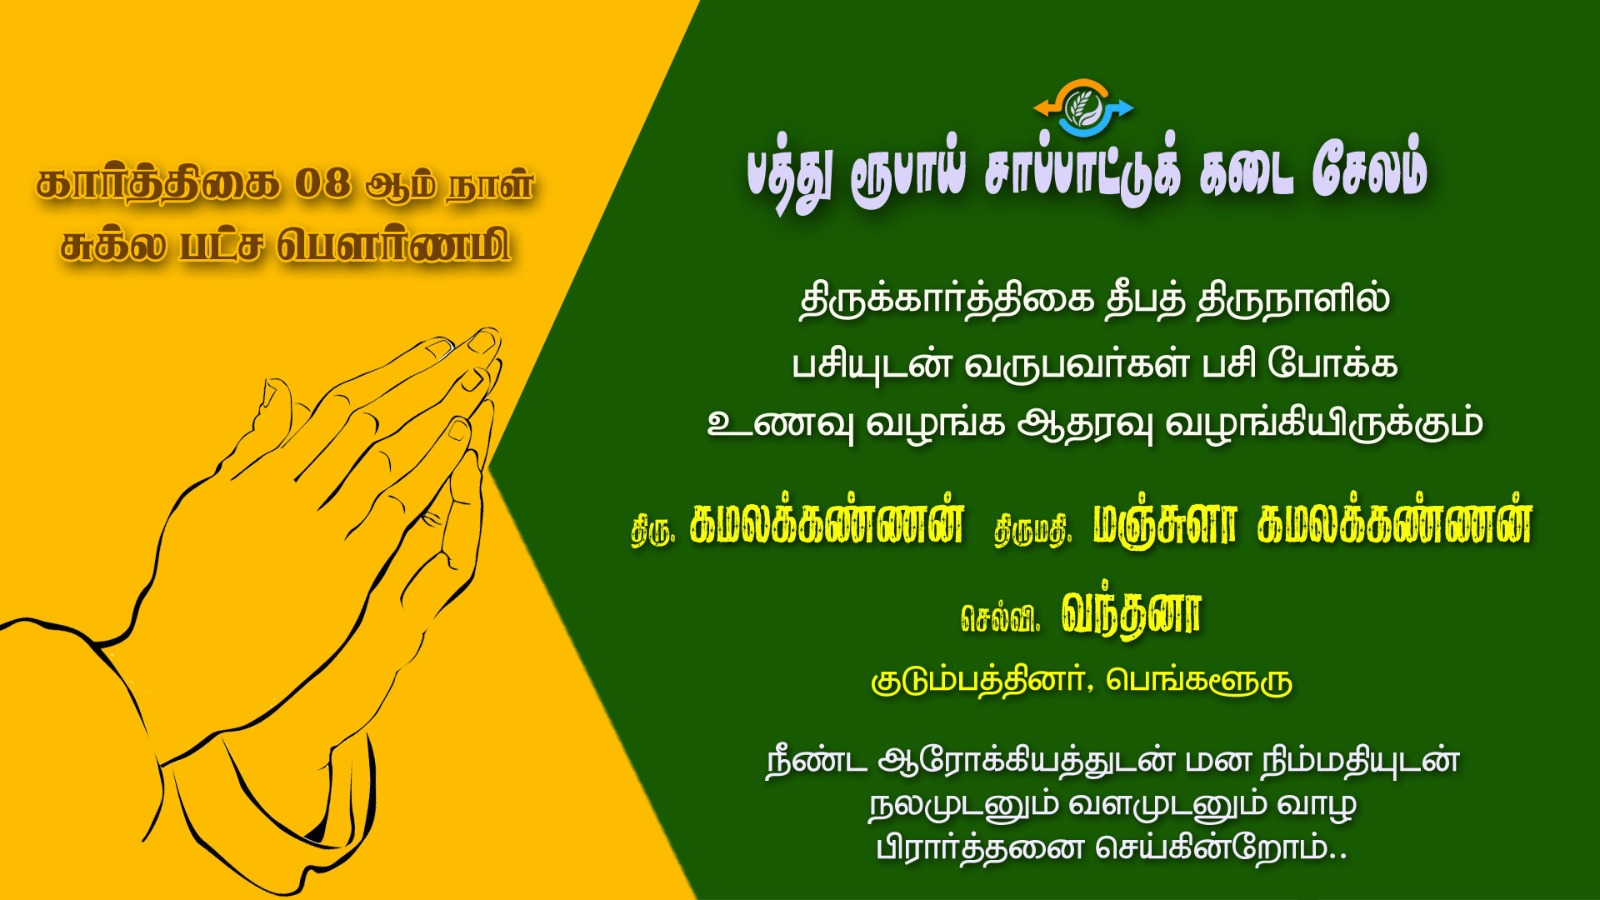 கார்த்திகை 08 ஆம் நாள்
சுக்ல பட்ச பௌர்ணமி
பத்து ரூபாய் சாப்பாட்டுக் கடை சேலம்
திருக்கார்த்திகை தீபத் திருநாளில்
பசியுடன் வருபவர்கள் பசி போக்க
உணவு வழங்க ஆதரவு வழங்கியிருக்கும்
திரு. கமலக்கண்ணன் திருமதி. மஞ்சுளா கமலக்கண்ணன்
செல்வி. வந்தனா
குடும்பத்தினர், பெங்களூரு
நீண்ட ஆரோக்கியத்துடன் மன நிம்மதியுடன்
நலமுடனும் வளமுடனும் வாழ
பிரார்த்தனை செய்கின்றோம்..